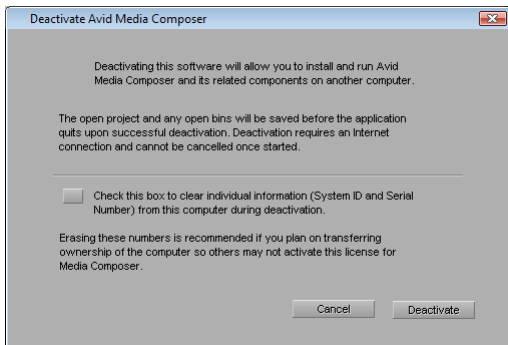 Deactivate Avid Media Composer
Deactivating this software will allow you to install and run Avid
Media Composer and its related components on another computer.
The open project and any open bins will be saved before the application
quits upon successful deactivation. Deactivation requires an Internet
connection and cannot be cancelled once started.
Check this box to clear individual information (System ID and Serial
Number) from this computer during deactivation.
Erasing these numbers is recommended if you plan on transferring
ownership of the computer so others may not activate this license for
Media Composer.
Cancel
Deactivate